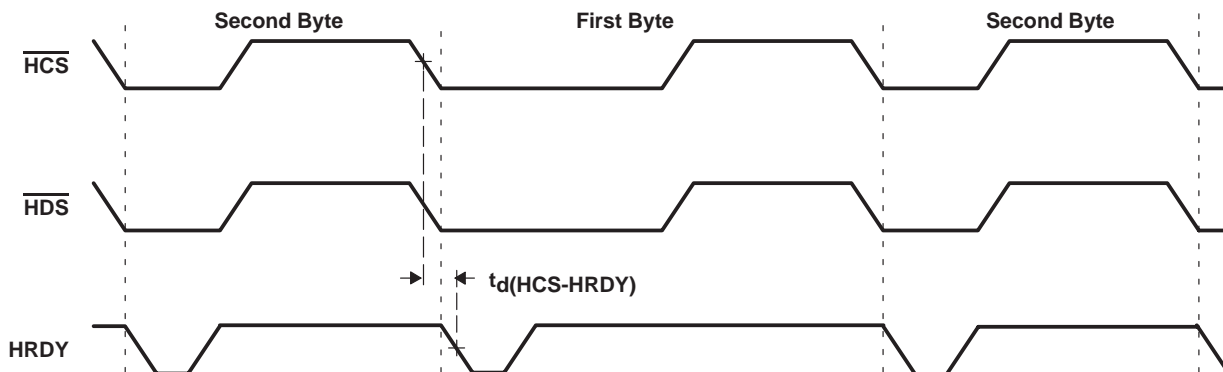 Second Byte First Byte Second Byte
HCS
HDS
td(HCS-HRDY)
HRDY